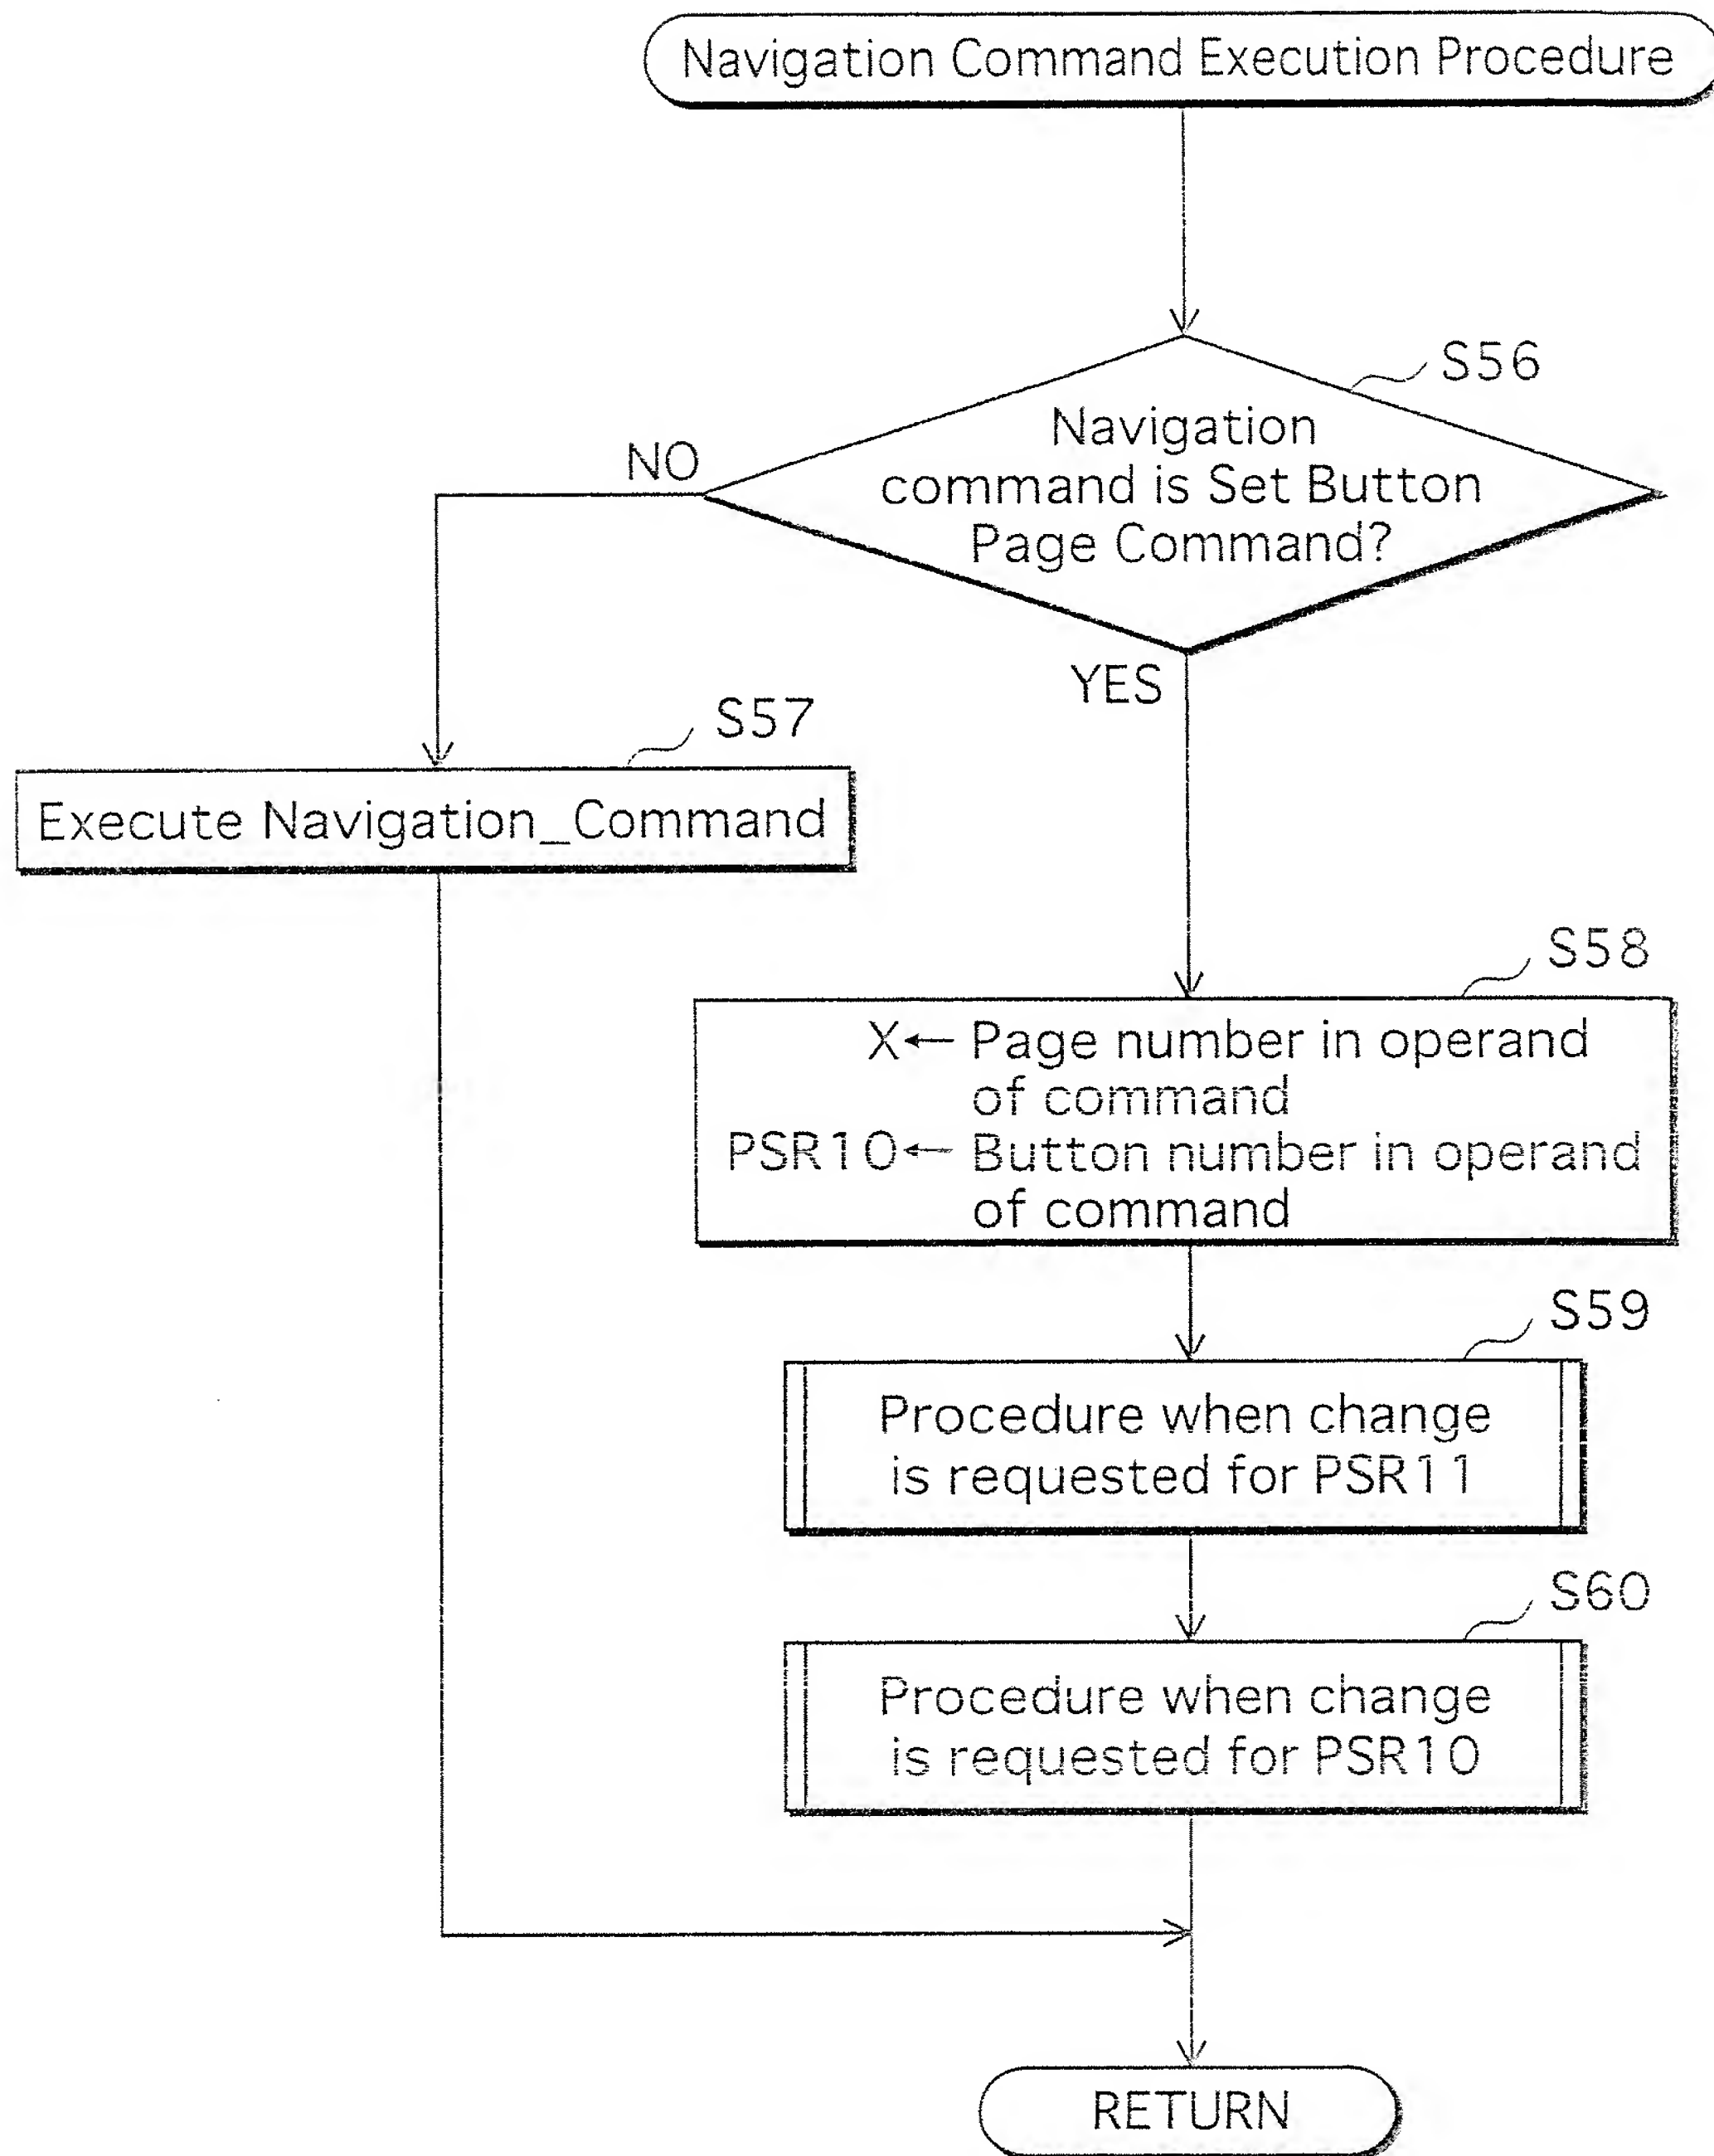 Navigation Command Execution Procedure
S56
Navigation
command is Set Button
Page Command?
NO
YES
S57
Execute Navigation_Command
S58
X← Page number in operand
of command
PSR10← Button number in operand
of command
S59
Procedure when change
is requested for PSR11
S60
Procedure when change
is requested for PSR10
RETURN